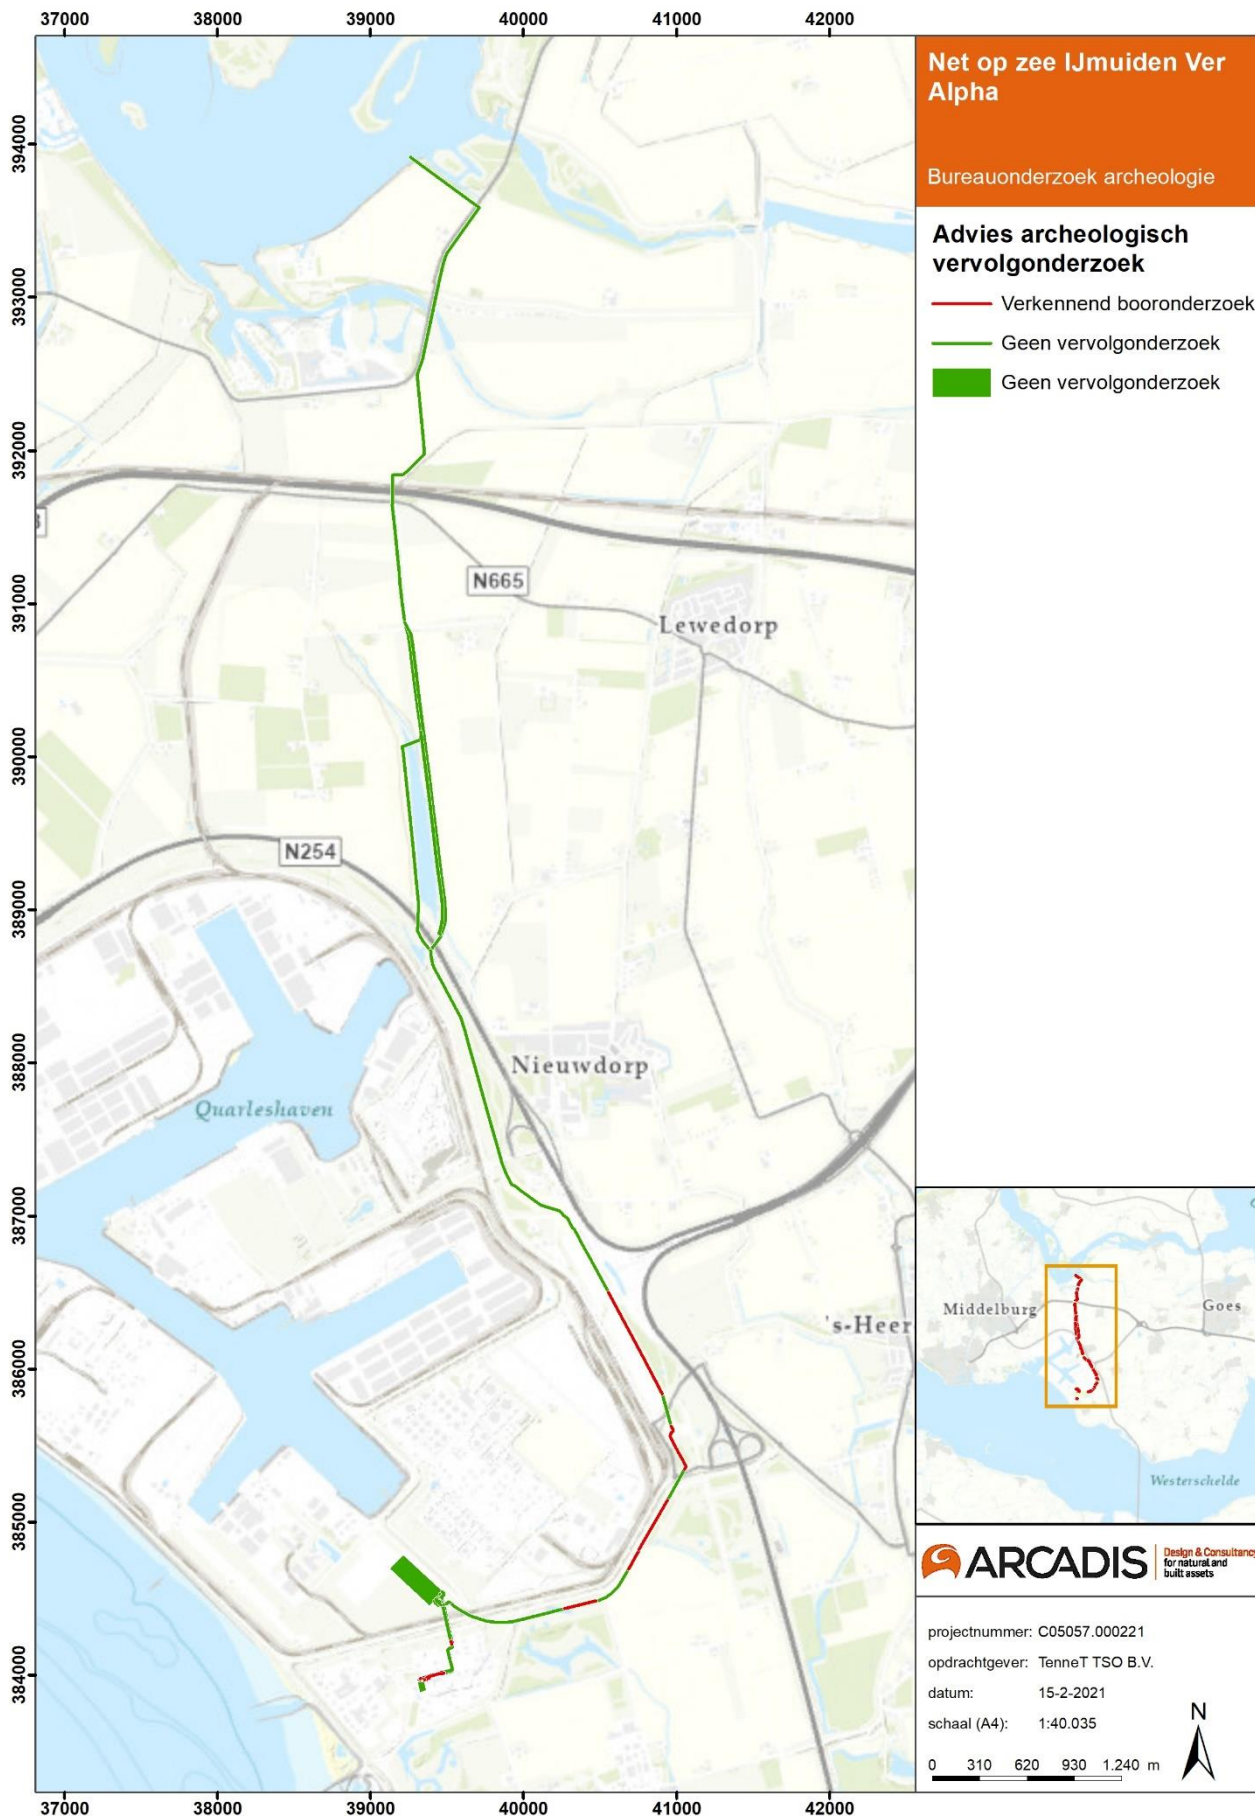 37000 38000 39000 40000 41000 42000
Net op zee IJmuiden Ver
Alpha
Bureauonderzoek archeologie
Advies archeologisch
vervolgonderzoek
Verkennend booronderzoek
Geen vervolgonderzoek
Geen vervolgonderzoek
394000
393000
392000
391000
390000
389000
388000
387000
386000
385000
384000
N665
Lewedorp
N254
Nieuwdorp
Quarleshaven
's-Heer
Middelburg
Goes
Westerschelde
ARCADIS
Design & Consultancy
for natural and
built assets
projectnummer: C05057.000221
opdrachtgever: TenneT TSO B.V.
datum: 15-2-2021
schaal (A4): 1:40.035
N
0 310 620 930 1.240 m
37000 38000 39000 40000 41000 42000